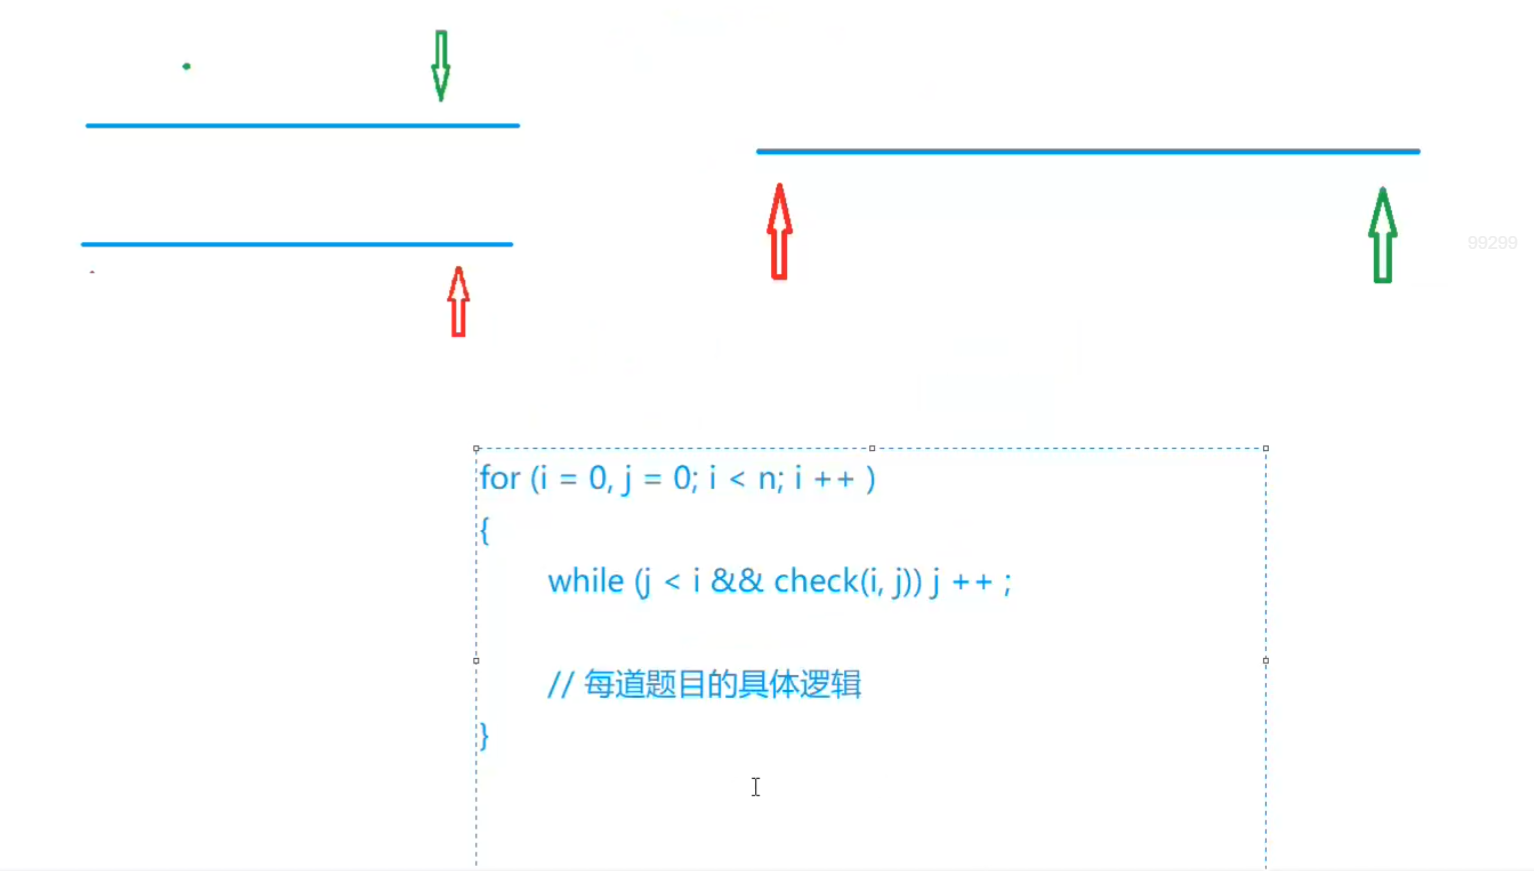 99299
for (i = 0, j = 0; i < n; i ++ )
{
while (j < i && check(i, j)) j ++ ;
// 每道题目的具体逻辑
}